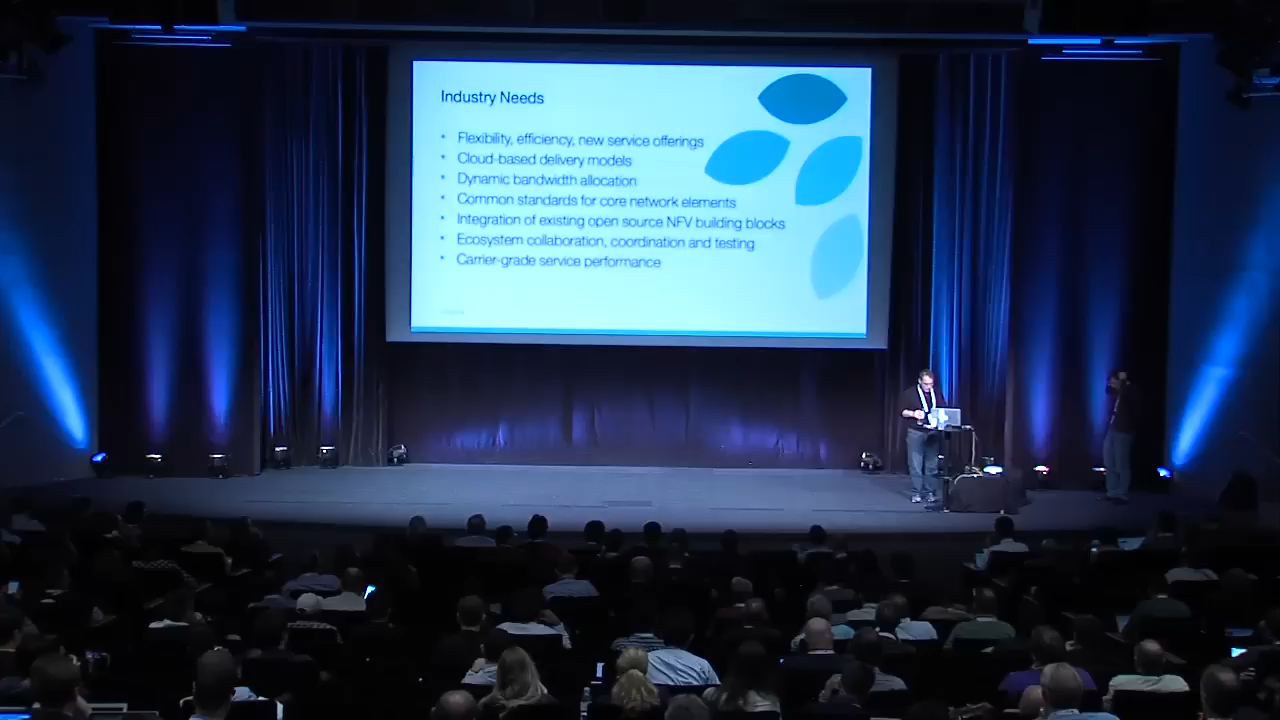 Industry Needs
• Flexibility, efficiency, new service offerings
• Cloud-based delivery models
• Dynamic bandwidth allocation
• Common standards for core network elements
• Integration of existing open source NFV building blocks
• Ecosystem collaboration, coordination and testing
• Carrier-grade service performance